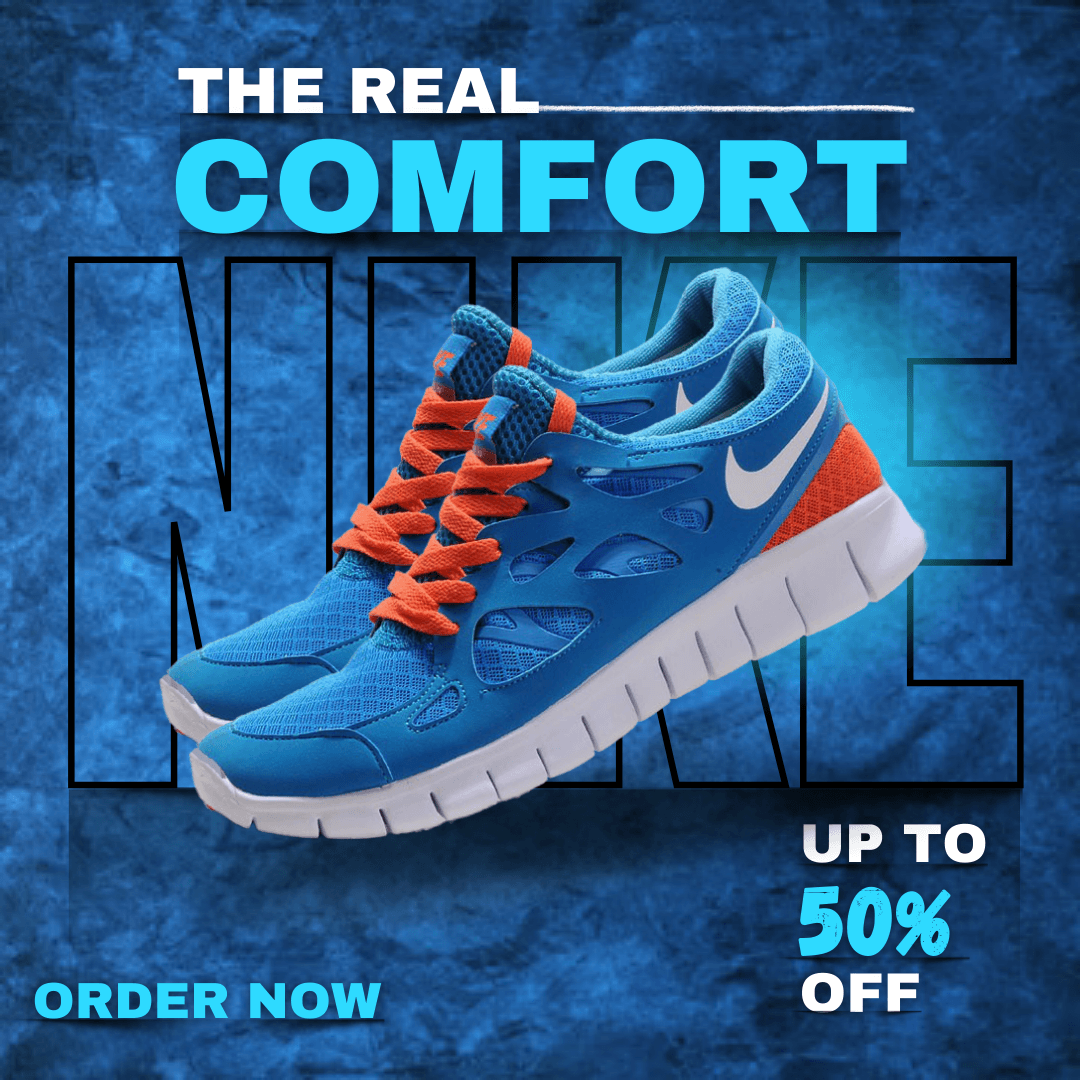 THE REAL
COMFORT
NIKE
UP TO
50%
OFF
ORDER NOW